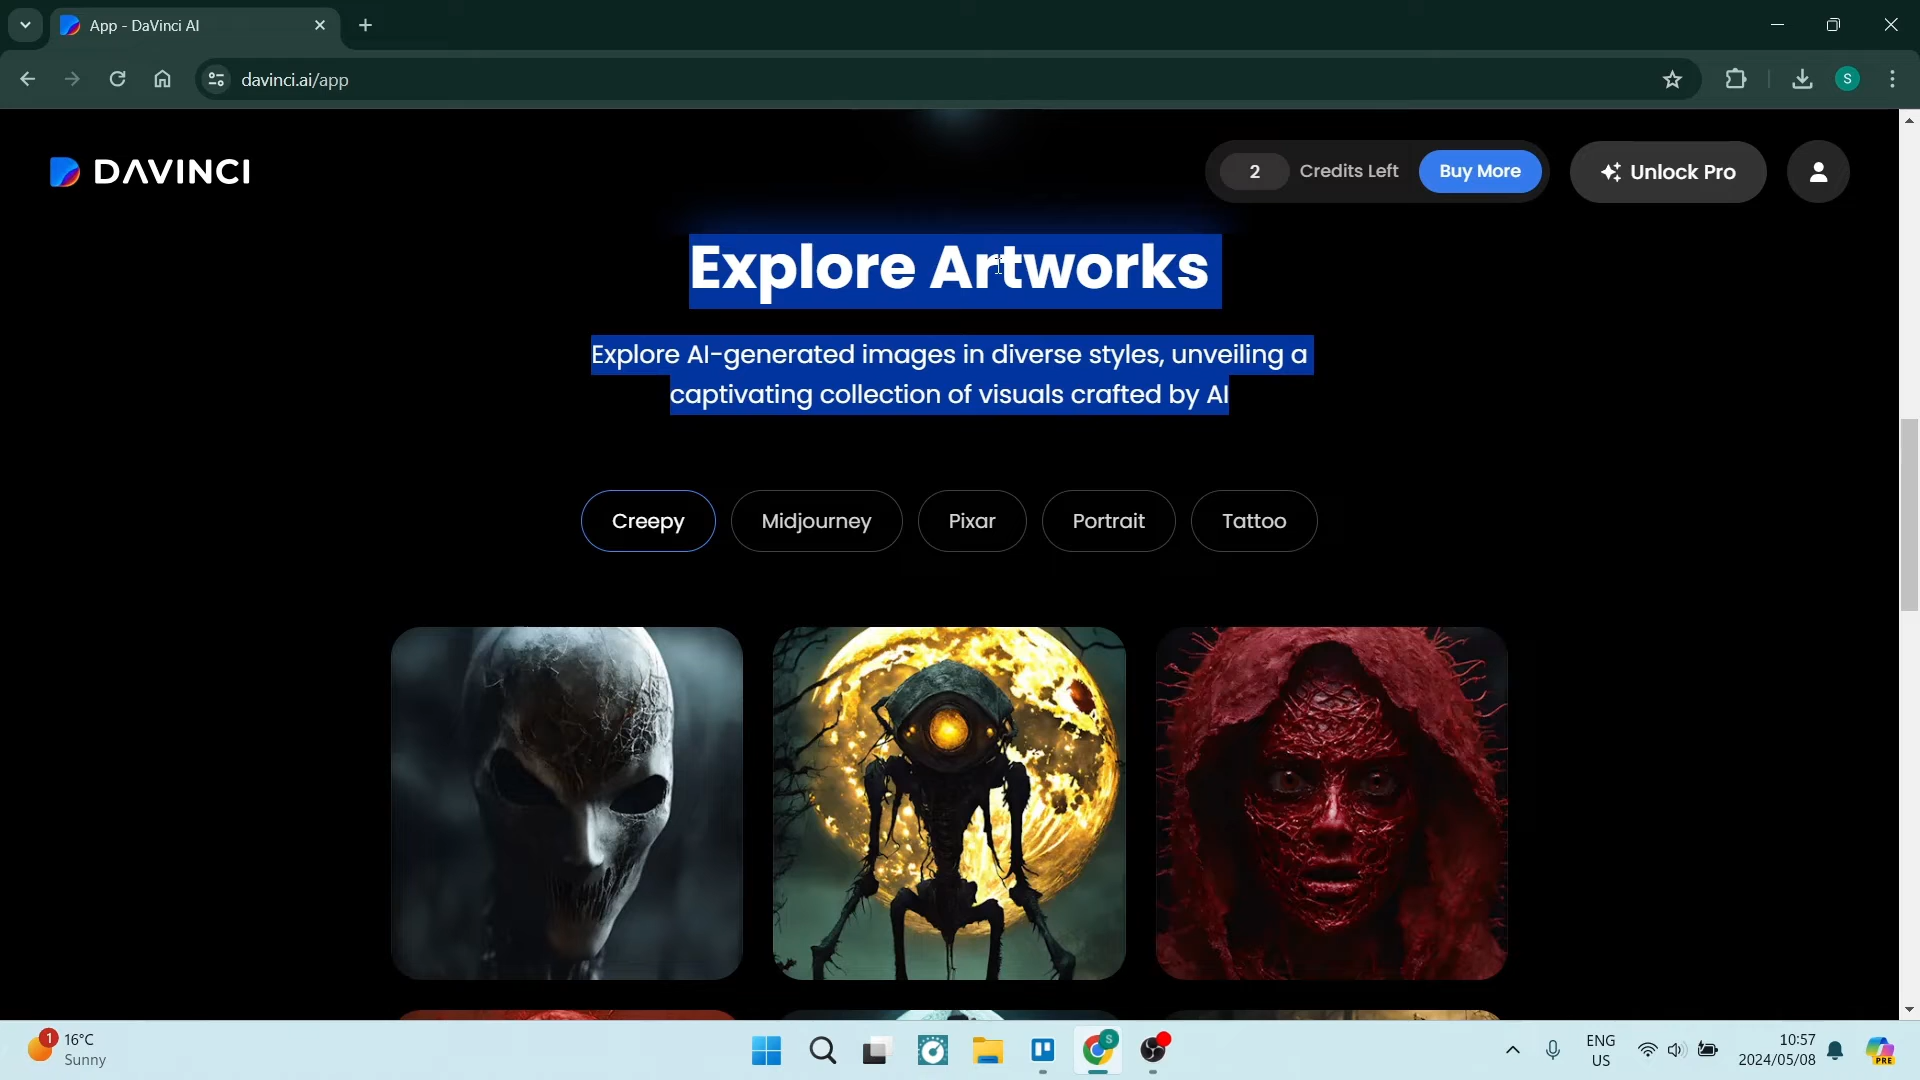 App - DaVinci AI
davinci.ai/app
S
DAVINCI
2 Credits Left Buy More
Unlock Pro
Explore Artworks
Explore AI-generated images in diverse styles, unveiling a
captivating collection of visuals crafted by AI
Creepy Midjourney Pixar Portrait Tattoo
1
16°C
Sunny
S
ENG
US
10:57
2024/05/08
PRE